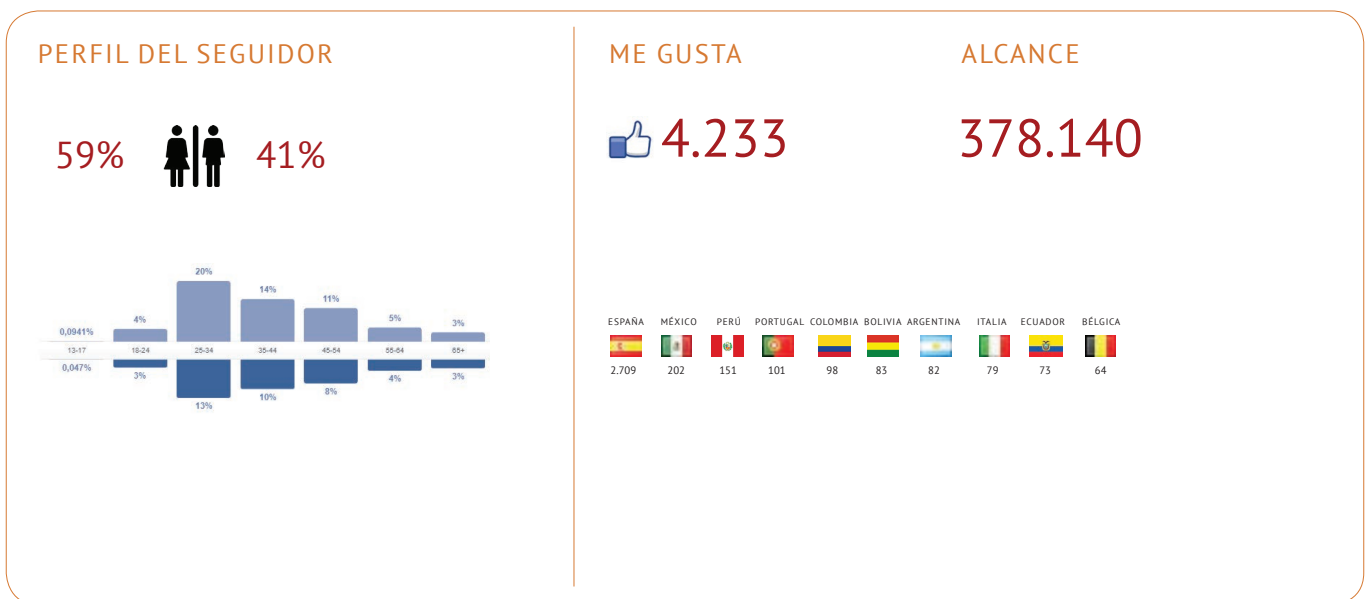 PERFIL DEL SEGUIDOR
59% 41%
20%
14%
11%
4%
5%
3%
0,0941%
13-17 18-24 25-34 35-44 45-54 55-64 65+
0,047%
3%
13%
10%
8%
4%
3%
ME GUSTA
4.233
ALCANCE
378.140
ESPAÑA MÉXICO PERÚ PORTUGAL COLOMBIA BOLIVIA ARGENTINA ITALIA ECUADOR BÉLGICA
2.709 202 151 101 98 83 82 79 73 64